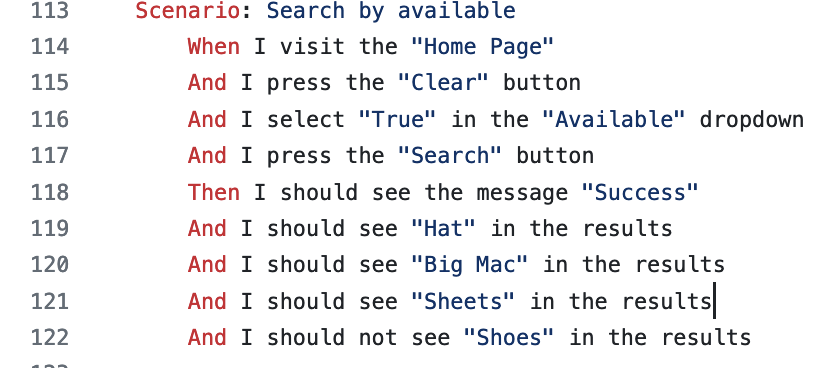 113 Scenario: Search by available
114 When I visit the "Home Page"
115 And I press the "Clear" button
116 And I select "True" in the "Available" dropdown
117 And I press the "Search" button
118 Then I should see the message "Success"
119 And I should see "Hat" in the results
120 And I should see "Big Mac" in the results
121 And I should see "Sheets" in the results
122 And I should not see "Shoes" in the results